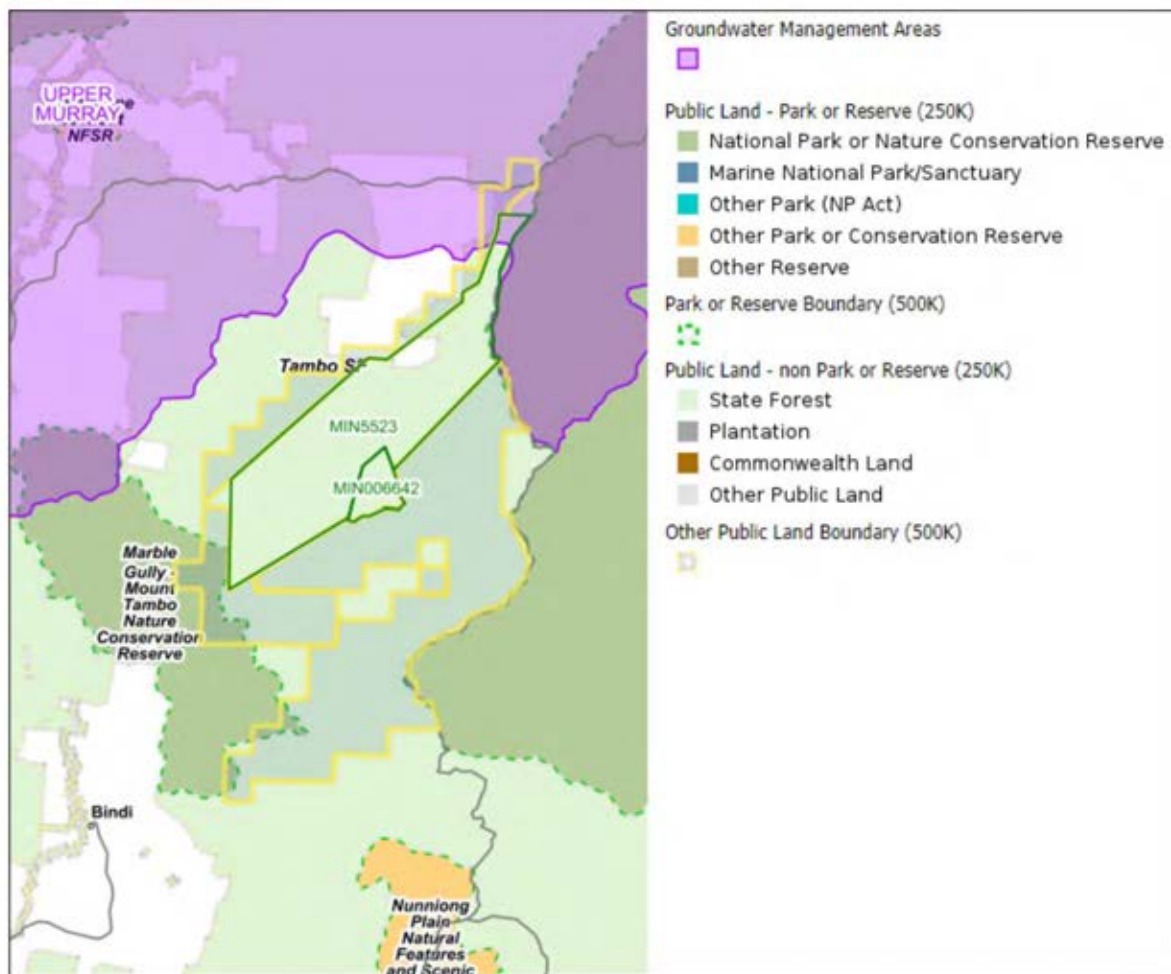 Groundwater Management Areas
Public Land - Park or Reserve (250K)
National Park or Nature Conservation Reserve
Marine National Park/Sanctuary
Other Park (NP Act)
Other Park or Conservation Reserve
Other Reserve
Park or Reserve Boundary (500K)
Public Land - non Park or Reserve (250K)
State Forest
Plantation
Commonwealth Land
Other Public Land
Other Public Land Boundary (500K)
UPPER
MURRAY
NFSR
Tambo SF
MIN5523
MIN006642
Marble
Gully -
Mount
Tambo
Nature
Conservation
Reserve
Bindi
Nunniong
Plain
Natural
Features
and Scenic